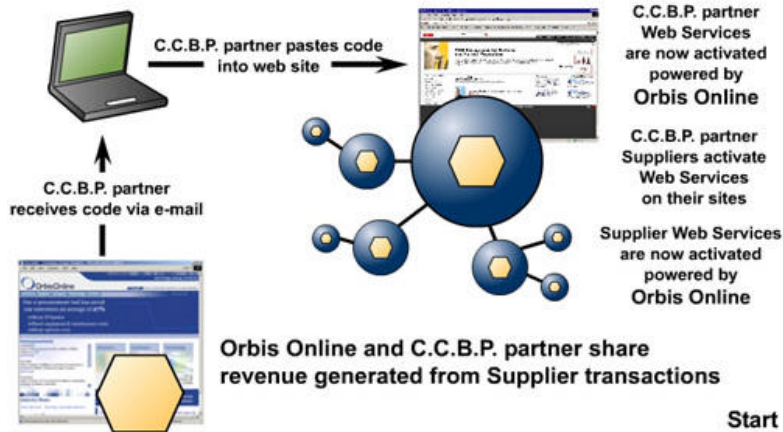 C.C.B.P. partner pastes code
into web site
C.C.B.P. partner
Web Services
are now activated
powered by
Orbis Online
C.C.B.P. partner
Suppliers activate
Web Services
on their sites
Supplier Web Services
are now activated
powered by
Orbis Online
C.C.B.P. partner
receives code via e-mail
OrbisOnline
Orbis Online and C.C.B.P. partner share
revenue generated from Supplier transactions
Start